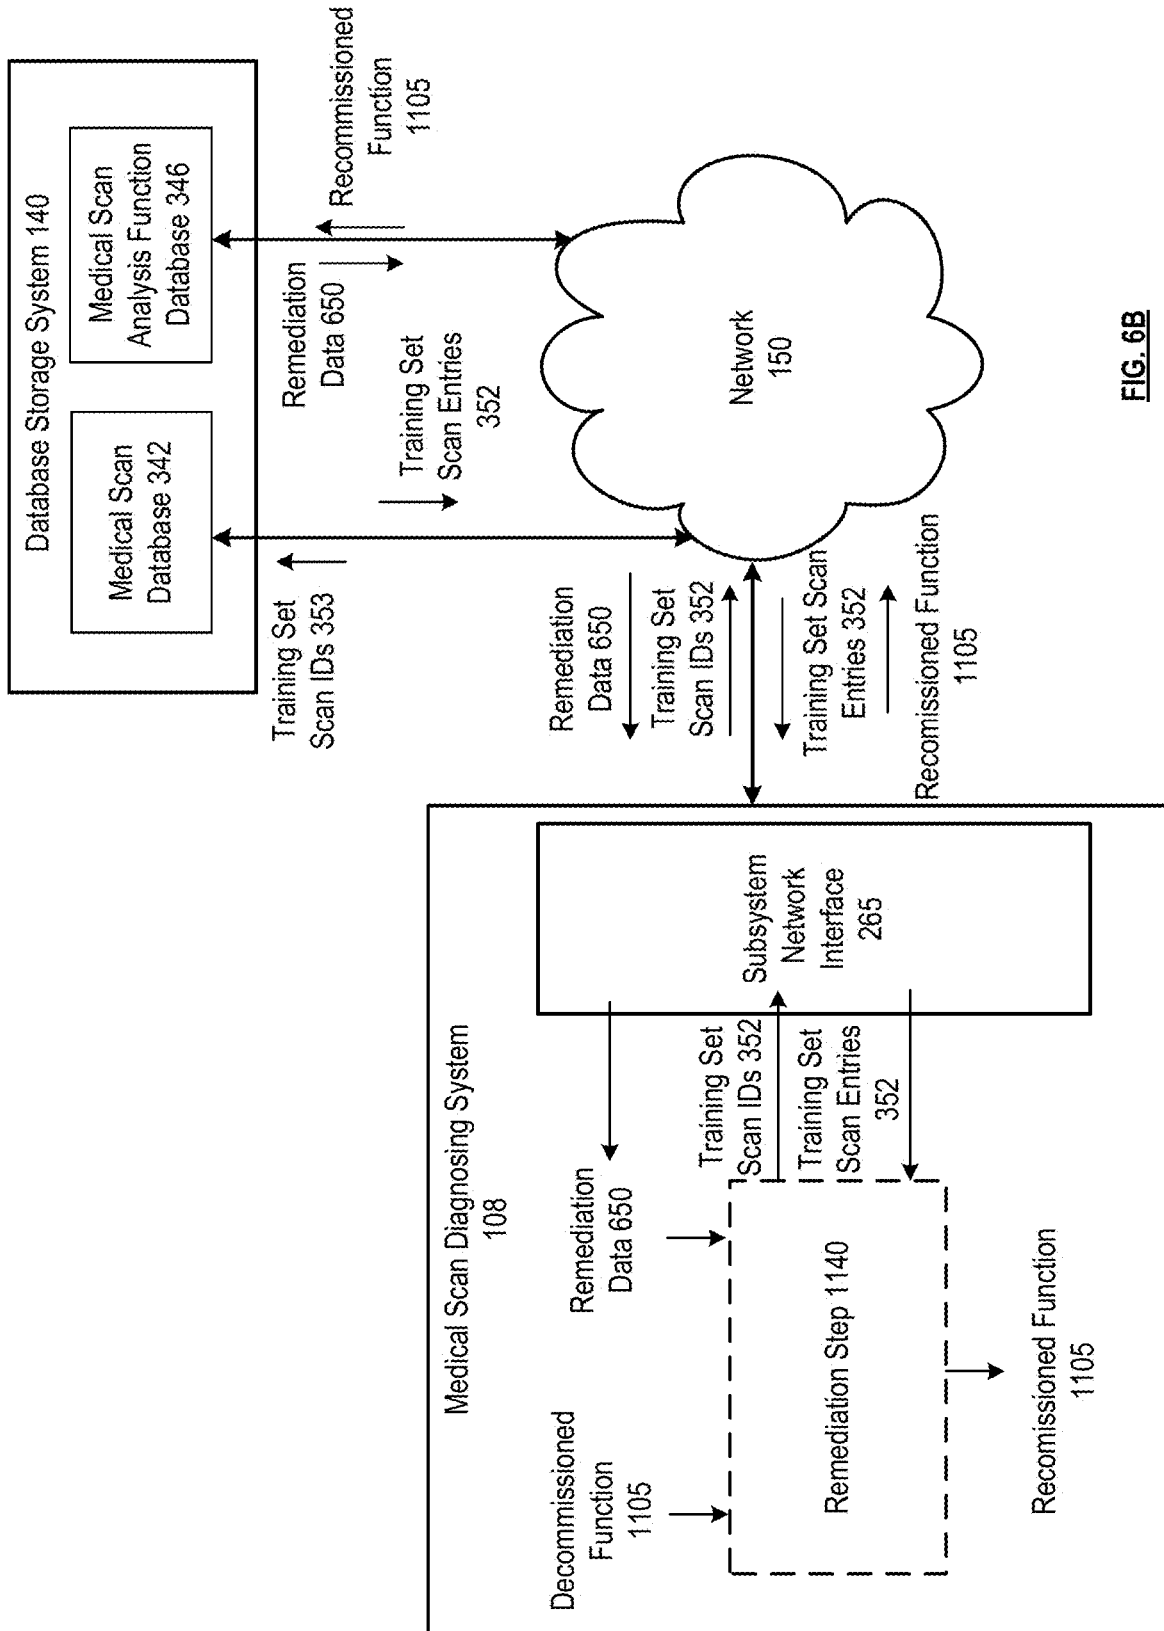 Database Storage System 140
Medical Scan
Database 342
Medical Scan
Analysis Function
Database 346
Training Set
Scan IDs 353
Training Set
Scan Entries
352
Remediation
Data 650
Recommissioned
Function
1105
Medical Scan Diagnosing System
108
Decommissioned
Function
1105
Remediation
Data 650
Remediation Step 1140
Training Set
Scan IDs 352
Training Set
Scan Entries
352
Subsystem
Network
Interface
265
Recomissioned Function
1105
Remediation
Data 650
Training Set
Scan IDs 352
Training Set Scan
Entries 352
Recomissioned Function
1105
Network
150
FIG. 6B